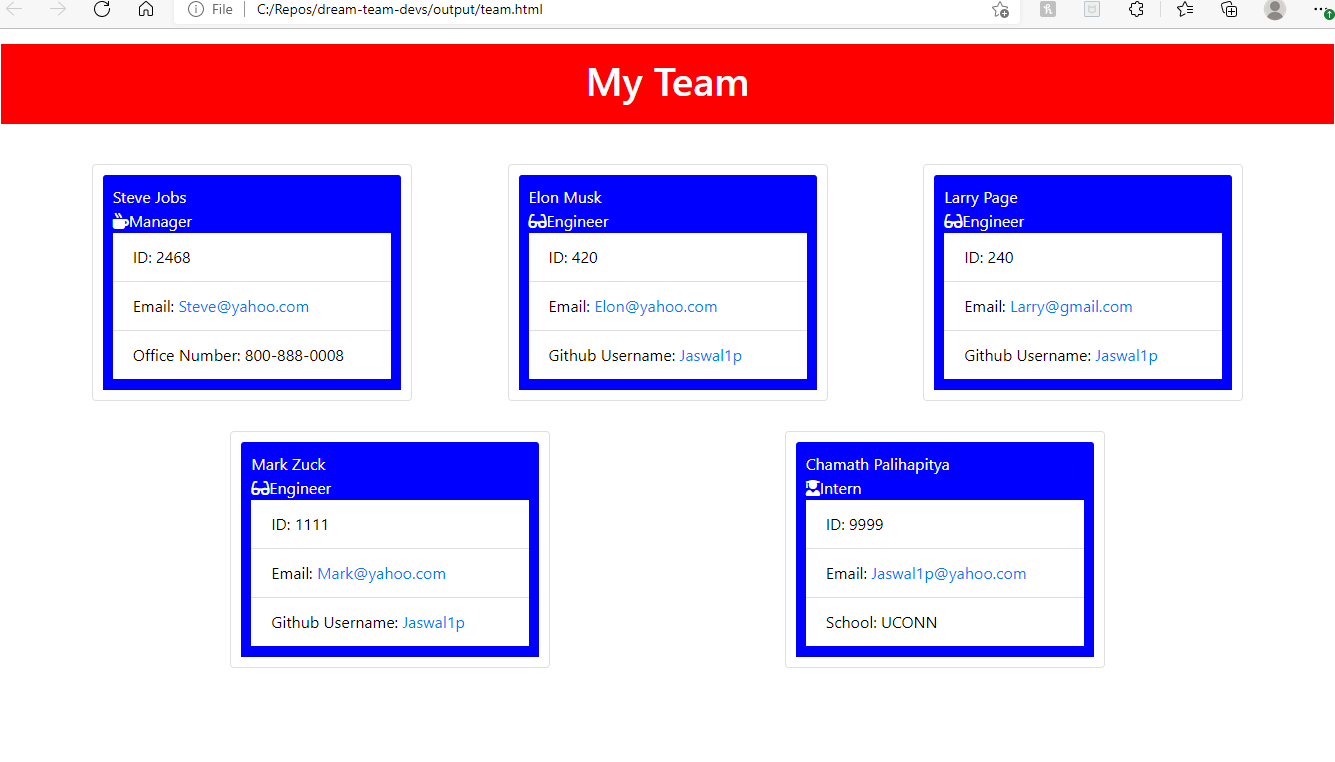 File C:/Repos/dream-team-devs/output/team.html
My Team
Steve Jobs
Manager
ID: 2468
Email: Steve@yahoo.com
Office Number: 800-888-0008
Elon Musk
Engineer
ID: 420
Email: Elon@yahoo.com
Github Username: Jaswal1p
Larry Page
Engineer
ID: 240
Email: Larry@gmail.com
Github Username: Jaswal1p
Mark Zuck
Engineer
ID: 1111
Email: Mark@yahoo.com
Github Username: Jaswal1p
Chamath Palihapitya
Intern
ID: 9999
Email: Jaswal1p@yahoo.com
School: UCONN